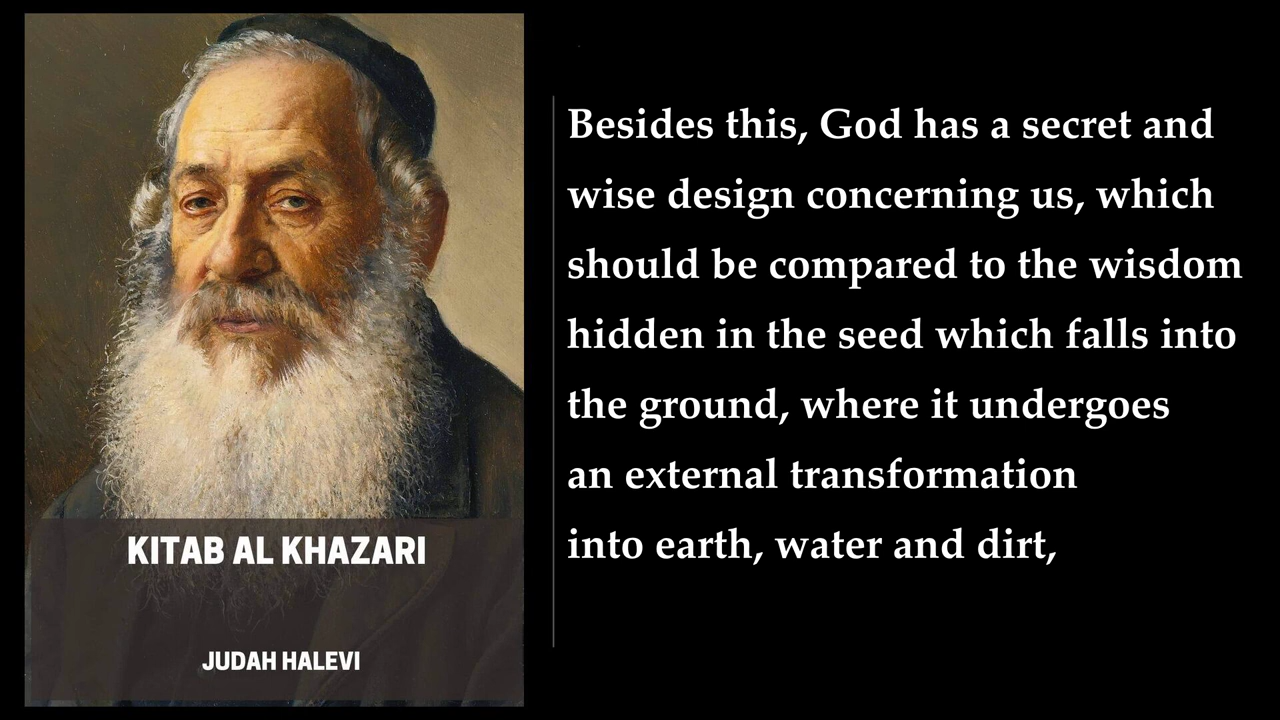 KITAB AL KHAZARI
JUDAH HALEVI
Besides this, God has a secret and
wise design concerning us, which
should be compared to the wisdom
hidden in the seed which falls into
the ground, where it undergoes
an external transformation
into earth, water and dirt,